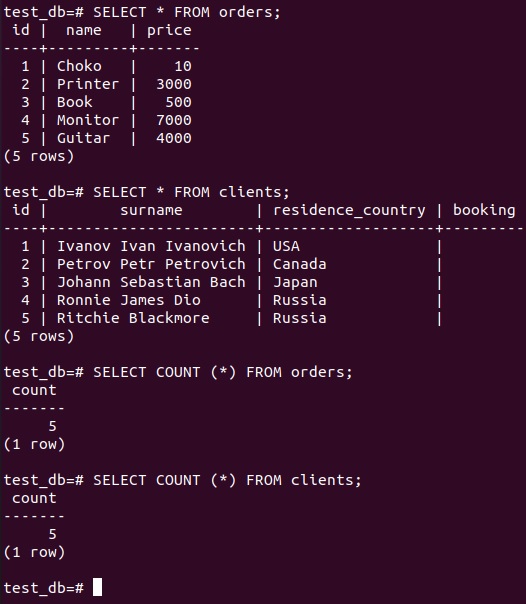 test_db=# SELECT * FROM orders;
 id |  name   | price
----+---------+-------
  1 | Choko   |    10
  2 | Printer |  3000
  3 | Book    |   500
  4 | Monitor |  7000
  5 | Guitar  |  4000
(5 rows)

test_db=# SELECT * FROM clients;
 id |       surname        | residence_country | booking
----+----------------------+-------------------+---------
  1 | Ivanov Ivan Ivanovich | USA               |
  2 | Petrov Petr Petrovich | Canada            |
  3 | Johann Sebastian Bach | Japan             |
  4 | Ronnie James Dio      | Russia            |
  5 | Ritchie Blackmore     | Russia            |
(5 rows)

test_db=# SELECT COUNT (*) FROM orders;
 count
-------
     5
(1 row)

test_db=# SELECT COUNT (*) FROM clients;
 count
-------
     5
(1 row)

test_db=#